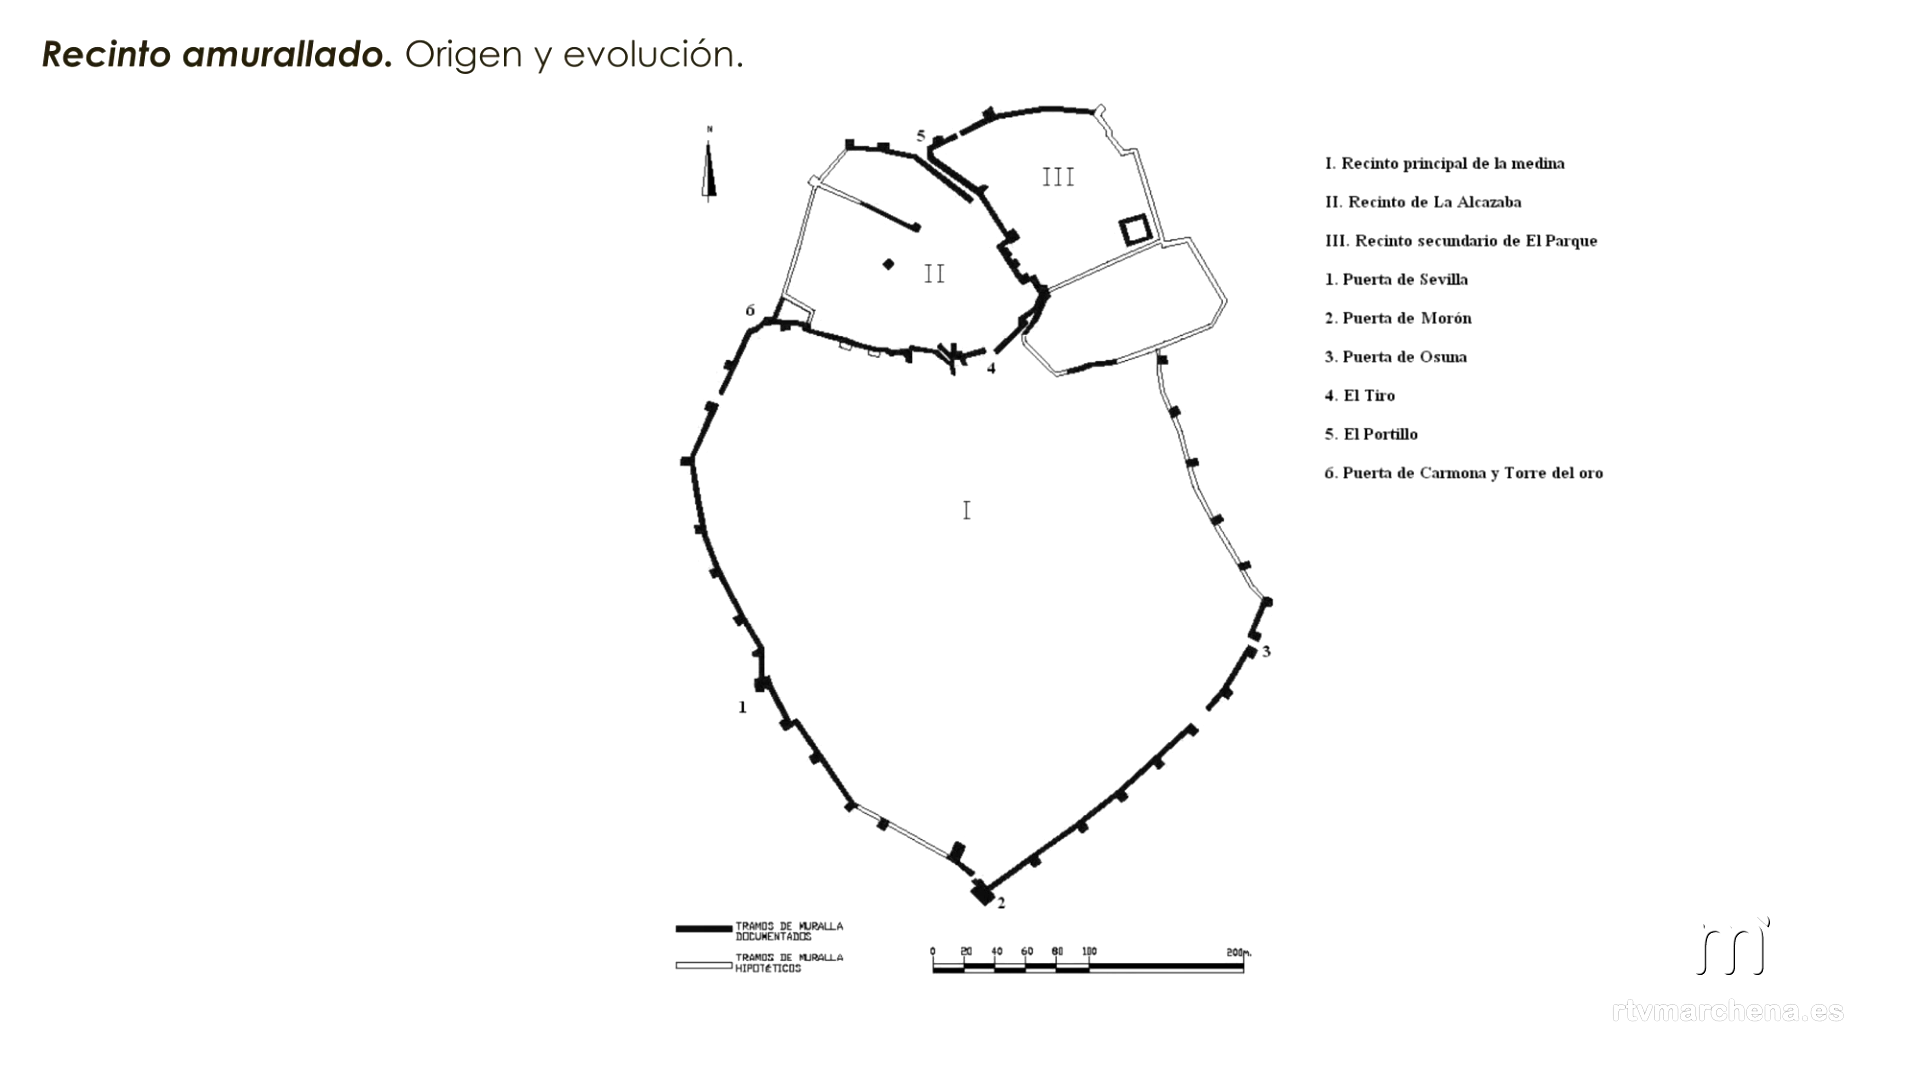 Recinto amurallado. Origen y evolución.
N
5
III
I. Recinto principal de la medina
II. Recinto de La Alcazaba
III. Recinto secundario de El Parque
1. Puerta de Sevilla
2. Puerta de Morón
3. Puerta de Osuna
4. El Tiro
5. El Portillo
6. Puerta de Carmona y Torre del oro
II
6
4
I
3
1
2
TRAMOS DE MURALLA
DOCUMENTADOS
TRAMOS DE MURALLA
HIPOTÉTICOS
0 20 40 60 80 100 200m.
m
rtvmarchena.es